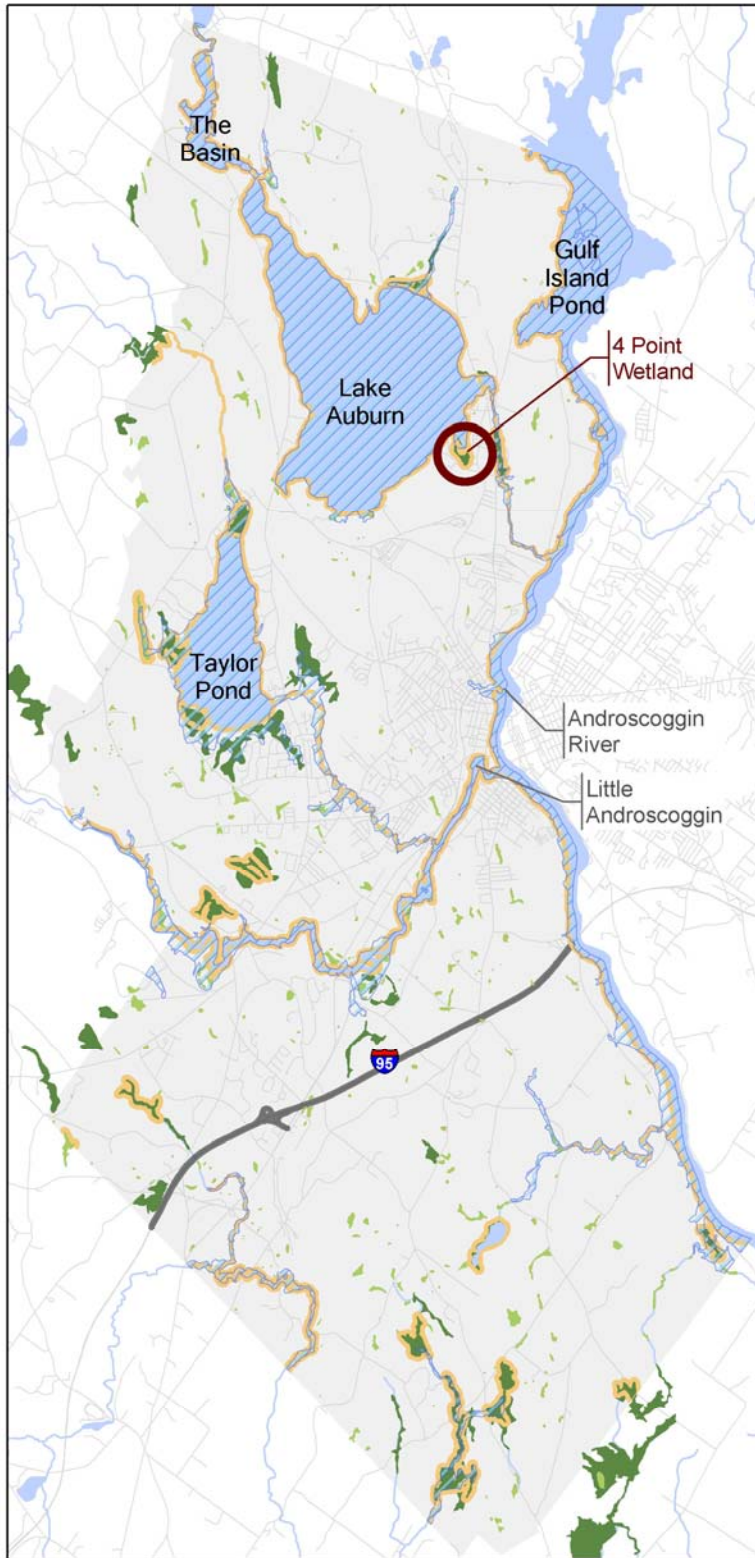 The
Basin
Gulf
Island
Pond
4 Point
Wetland
Lake
Auburn
Taylor
Pond
Androscoggin
River
Little
Androscoggin
95